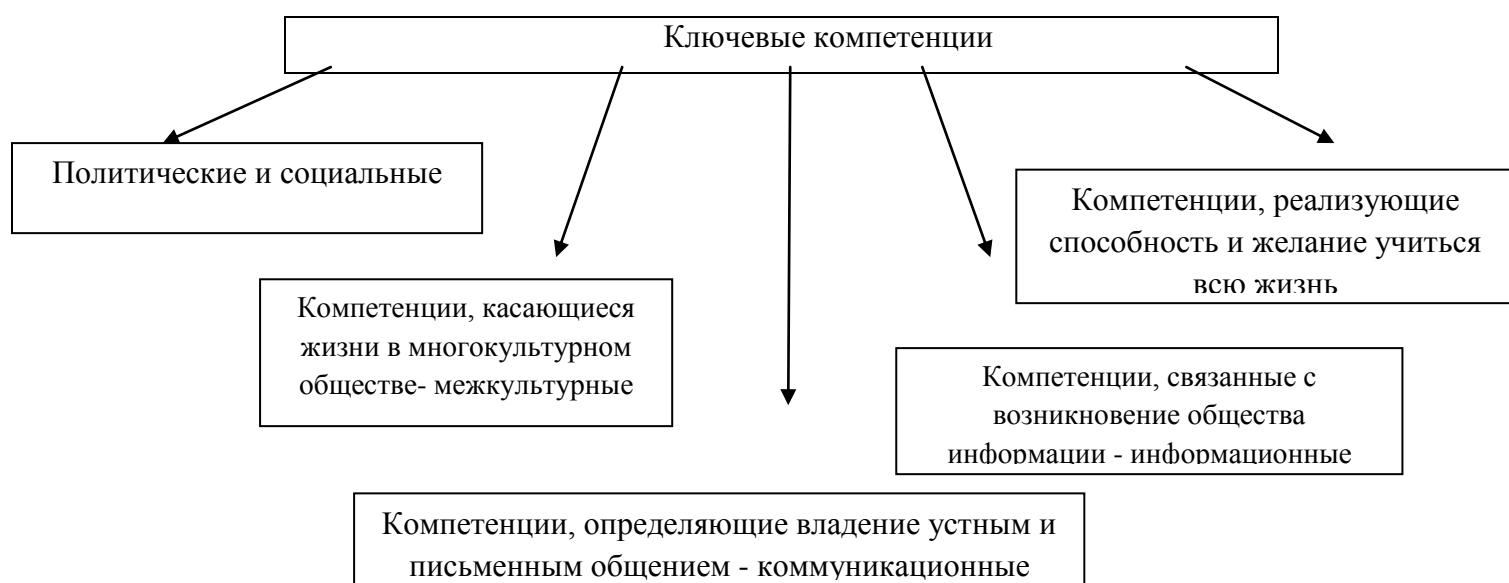 Ключевые компетенции
Политические и социальные
Компетенции, касающиеся
жизни в многокультурном
обществе- межкультурные
Компетенции, определяющие владение устным и
письменным общением - коммуникационные
Компетенции, связанные с
возникновение общества
информации - информационные
Компетенции, реализующие
способность и желание учиться
всю жизнь